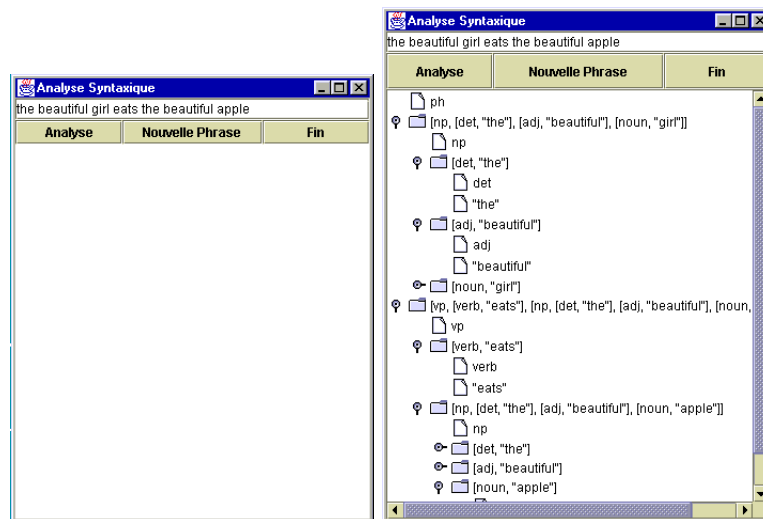 Analyse Syntaxique
the beautiful girl eats the beautiful apple
Analyse Nouvelle Phrase Fin
Analyse Syntaxique
the beautiful girl eats the beautiful apple
Analyse Nouvelle Phrase Fin
ph
[np, [det, "the"], [adj, "beautiful"], [noun, "girl"]]
np
[det, "the"]
det
"the"
[adj, "beautiful"]
adj
"beautiful"
[noun, "girl"]
[vp, [verb, "eats"], [np, [det, "the"], [adj, "beautiful"], [noun,
vp
[verb, "eats"]
verb
"eats"
[np, [det, "the"], [adj, "beautiful"], [noun, "apple"]]
np
[det, "the"]
[adj, "beautiful"]
[noun, "apple"]